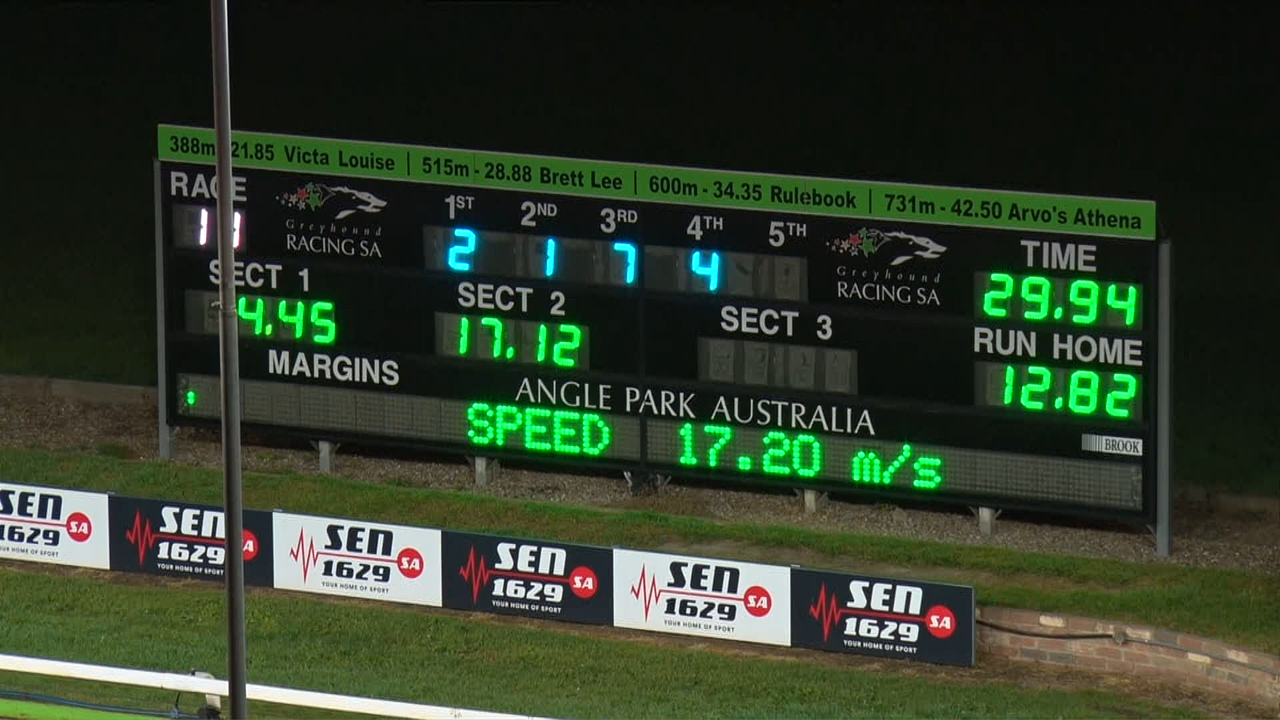 388m 21.85 Victa Louise | 515m - 28.88 Brett Lee | 600m - 34.35 Rulebook | 731m - 42.50 Arvo's Athena
RACE
11
Greyhound
RACING SA
1ST 2ND 3RD 4TH 5TH
2 1 7 4
Greyhound
RACING SA
TIME
29.94
SECT 1
4.45
SECT 2
17.12
SECT 3
RUN HOME
12.82
MARGINS
ANGLE PARK AUSTRALIA
BROOK
SPEED 17.20 m/s
SEN
1629
SA
YOUR HOME OF SPORT
SEN
1629
SA
YOUR HOME OF SPORT
SEN
1629
SA
YOUR HOME OF SPORT
SEN
1629
SA
YOUR HOME OF SPORT
SEN
1629
SA
YOUR HOME OF SPORT
SEN
1629
SA
YOUR HOME OF SPORT